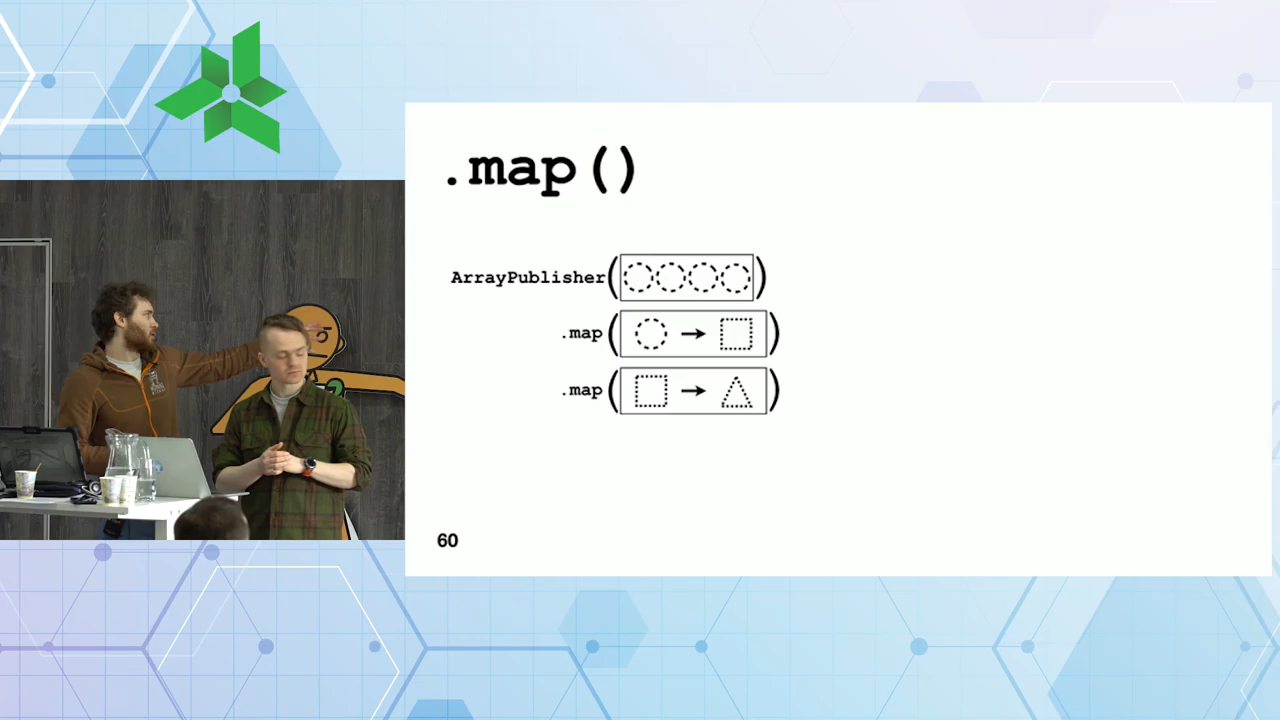 .map()
ArrayPublisher()
.map( → )
.map( → )
60